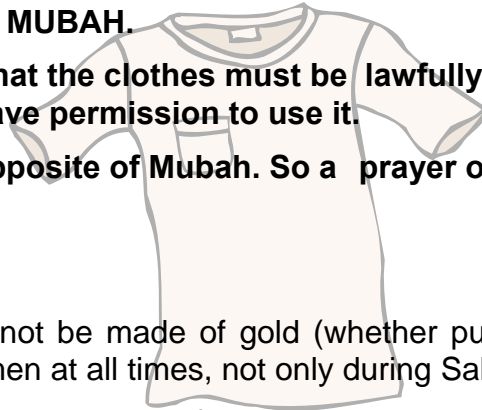 MUBAH.
hat the clothes must be lawfully
ave permission to use it.
pposite of Mubah. So a prayer o
not be made of gold (whether pu
nen at all times, not only during Sal